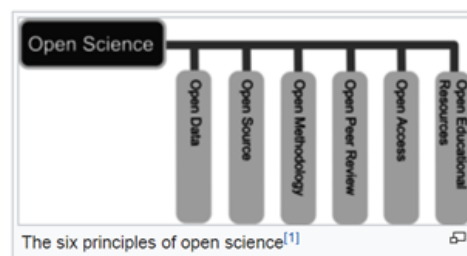 Open Science
Open Data
Open Source
Open Methodology
Open Peer Review
Open Access
Open Educational
Resources
The six principles of open science[1]